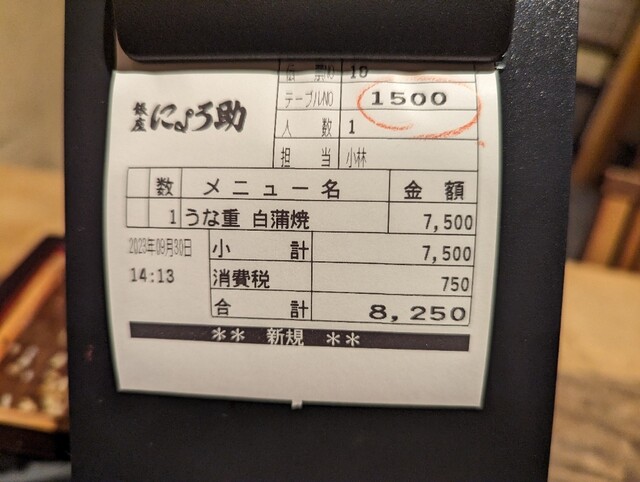 伝票NO 10
銀座 にょろ助
テーブルNO 1500
人数 1
担当 小林
数 メニュー名 金額
1 うな重 白蒲焼 7,500
2023年09月30日
14:13
小計 7,500
消費税 750
合計 8,250
** 新規 **